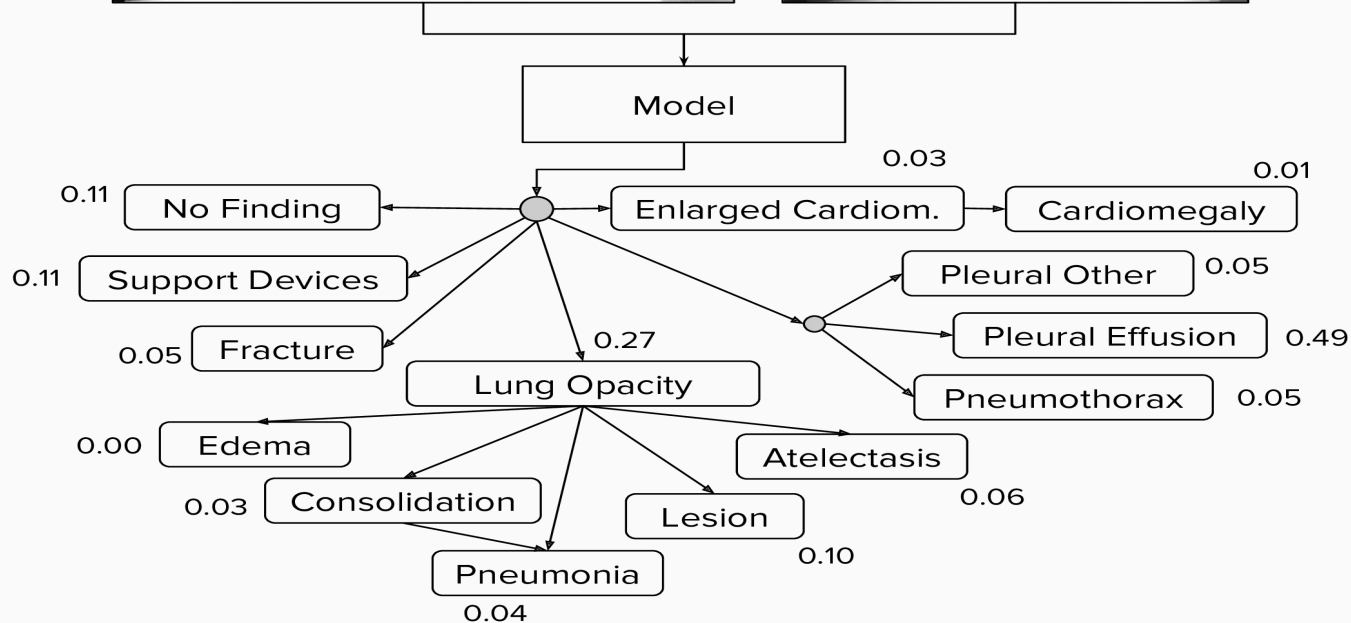 Model
0.03
0.01
0.11
No Finding
Enlarged Cardiom.
Cardiomegaly
0.11
Support Devices
Pleural Other
0.05
0.05
Fracture
0.27
Pleural Effusion
0.49
Lung Opacity
Pneumothorax
0.05
0.00
Edema
Atelectasis
0.06
0.03
Consolidation
Lesion
0.10
Pneumonia
0.04